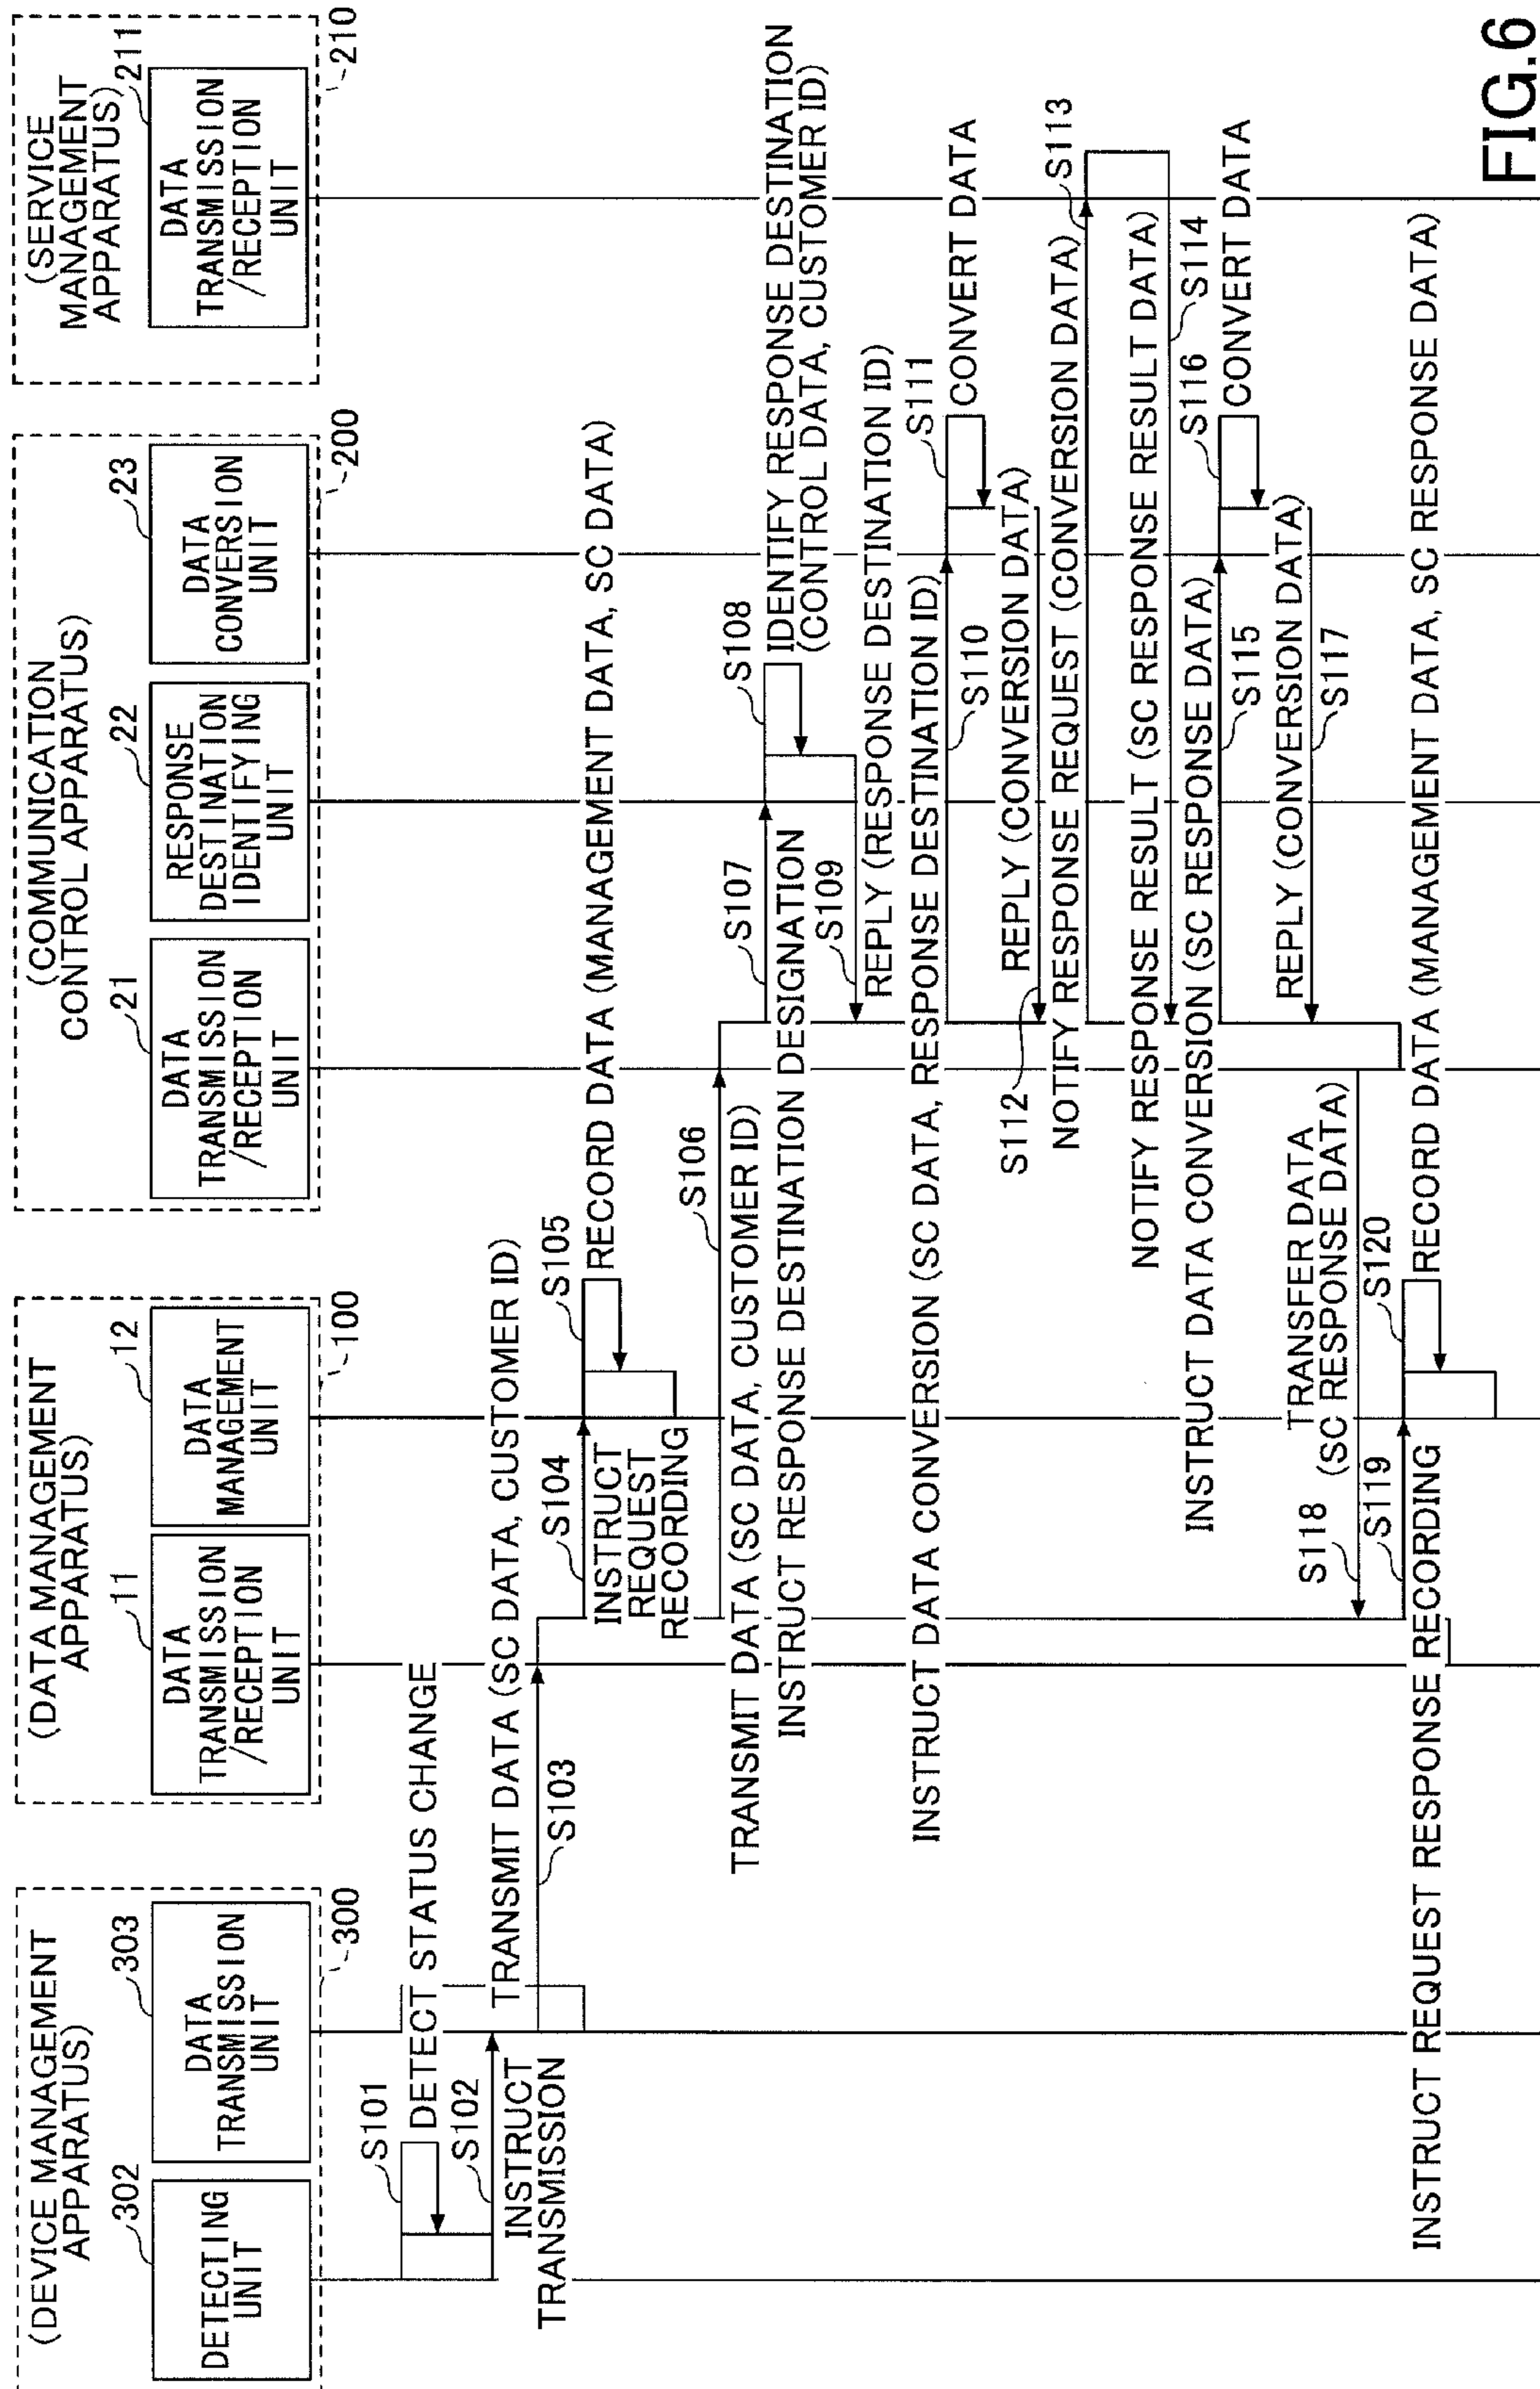 FIG.6
(DEVICE MANAGEMENT
APPARATUS)
302
DETECTING
UNIT
303
DATA
TRANSMISSION
UNIT
300
(DATA MANAGEMENT
APPARATUS)
11
DATA
TRANSMISSION
/RECEPTION
UNIT
12
DATA
MANAGEMENT
UNIT
100
(COMMUNICATION
CONTROL APPARATUS)
21
DATA
TRANSMISSION
/RECEPTION
UNIT
22
RESPONSE
DESTINATION
IDENTIFYING
UNIT
23
DATA
CONVERSION
UNIT
200
(SERVICE
MANAGEMENT
APPARATUS)
211
DATA
TRANSMISSION
/RECEPTION
UNIT
210
S101
DETECT STATUS CHANGE
S102
INSTRUCT
TRANSMISSION
TRANSMIT DATA (SC DATA, CUSTOMER ID)
S103
S104
INSTRUCT
REQUEST
RECORDING
S105
RECORD DATA (MANAGEMENT DATA, SC DATA)
S106
TRANSMIT DATA (SC DATA, CUSTOMER ID)
S107
INSTRUCT RESPONSE DESTINATION DESIGNATION
S108
IDENTIFY RESPONSE DESTINATION
(CONTROL DATA, CUSTOMER ID)
S109
REPLY (RESPONSE DESTINATION ID)
INSTRUCT DATA CONVERSION (SC DATA, RESPONSE DESTINATION ID)
S110
S111
CONVERT DATA
REPLY (CONVERSION DATA)
S112
NOTIFY RESPONSE REQUEST (CONVERSION DATA)
S113
NOTIFY RESPONSE RESULT (SC RESPONSE RESULT DATA)
S114
INSTRUCT DATA CONVERSION (SC RESPONSE DATA)
S115
S116
CONVERT DATA
REPLY (CONVERSION DATA)
S117
TRANSFER DATA
(SC RESPONSE DATA)
S118
S119
INSTRUCT REQUEST RESPONSE RECORDING
S120
RECORD DATA (MANAGEMENT DATA, SC RESPONSE DATA)